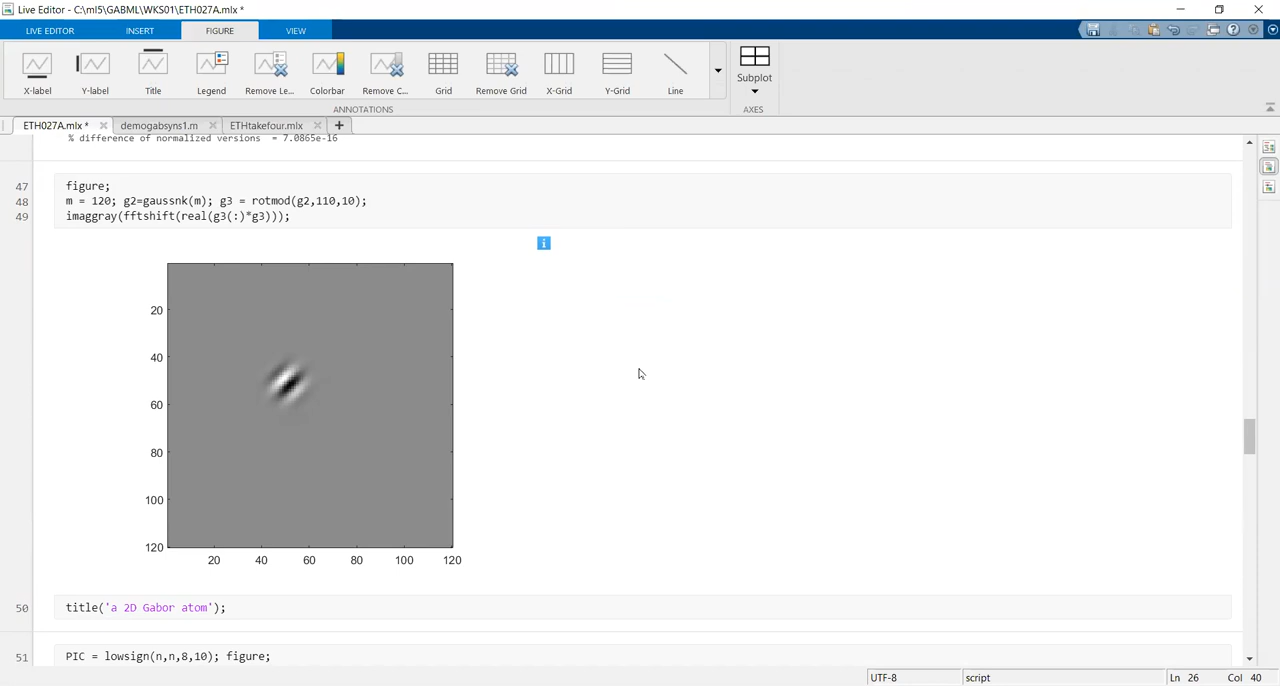 Live Editor - C:\ml5\GABML\WKS01\ETH027A.mlx *
LIVE EDITOR INSERT FIGURE VIEW
X-label Y-label Title Legend Remove Le... Colorbar Remove C... Grid Remove Grid X-Grid Y-Grid Line Subplot
ANNOTATIONS AXES
ETH027A.mlx * demogabsyns1.m ETHtakefour.mlx
% difference of normalized versions = 7.0865e-16
47 figure;
48 m = 120; g2=gaussnk(m); g3 = rotmod(g2,110,10);
49 imaggray(fftshift(real(g3(:)*g3)));
20
40
60
80
100
120
20 40 60 80 100 120
50 title('a 2D Gabor atom');
51 PIC = lowsign(n,n,8,10); figure;
UTF-8 script Ln 26 Col 40